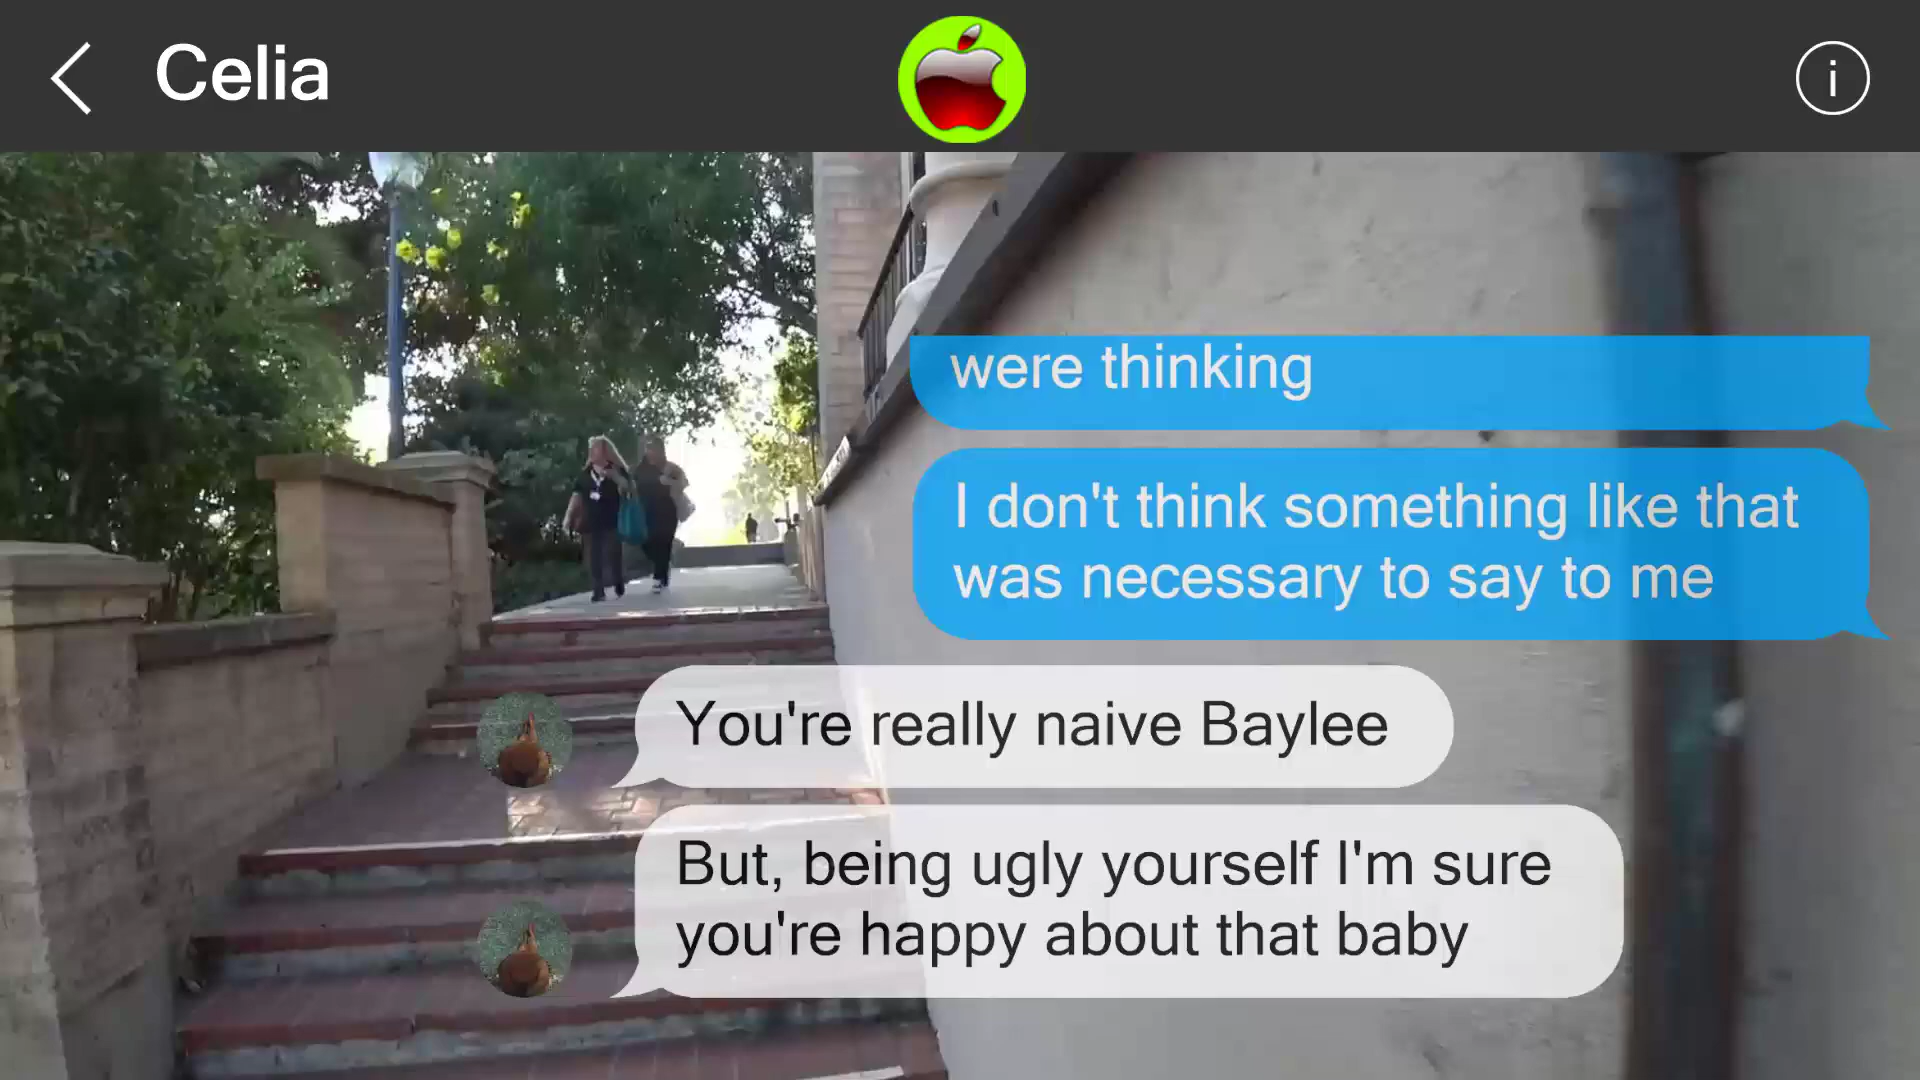 Celia
i
were thinking
I don't think something like that
was necessary to say to me
You're really naive Baylee
But, being ugly yourself I'm sure
you're happy about that baby